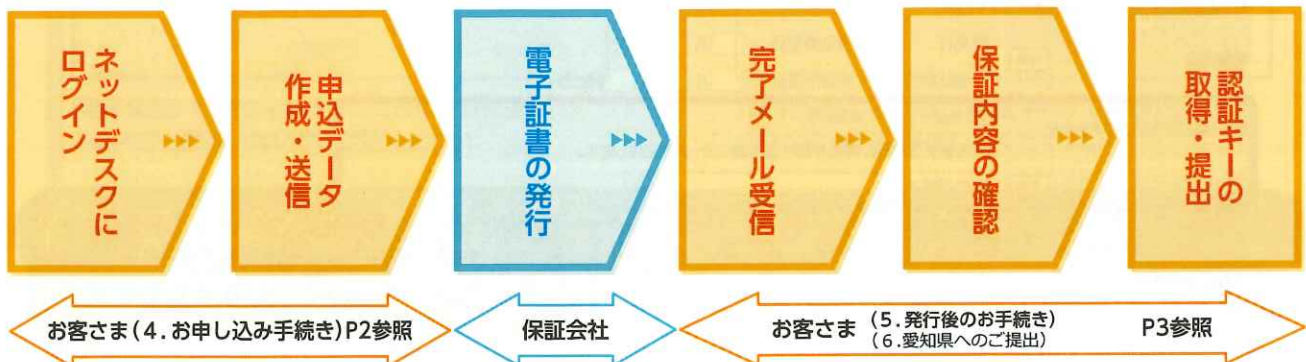 ネットデスクに
ログイン
申込データ
作成・送信
電子証書の発行
完了メール受信
保証内容の確認
認証キーの
取得・提出
お客さま(4.お申し込み手続き)P2参照
保証会社
お客さま (5.発行後のお手続き) P3参照
(6.愛知県へのご提出)